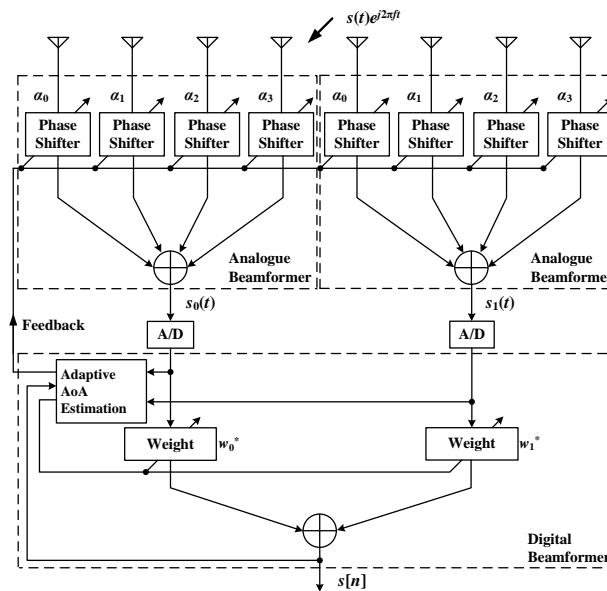 s(t)e^{j2πft}
α₀ α₁ α₂ α₃ α₀ α₁ α₂ α₃
Phase Shifter
Phase Shifter
Phase Shifter
Phase Shifter
Phase Shifter
Phase Shifter
Phase Shifter
Phase Shifter
Analogue
Beamformer
Analogue
Beamformer
s₀(t)
s₁(t)
Feedback
A/D
A/D
Adaptive
AoA
Estimation
Weight
w₀*
Weight
w₁*
Digital
Beamformer
s[n]